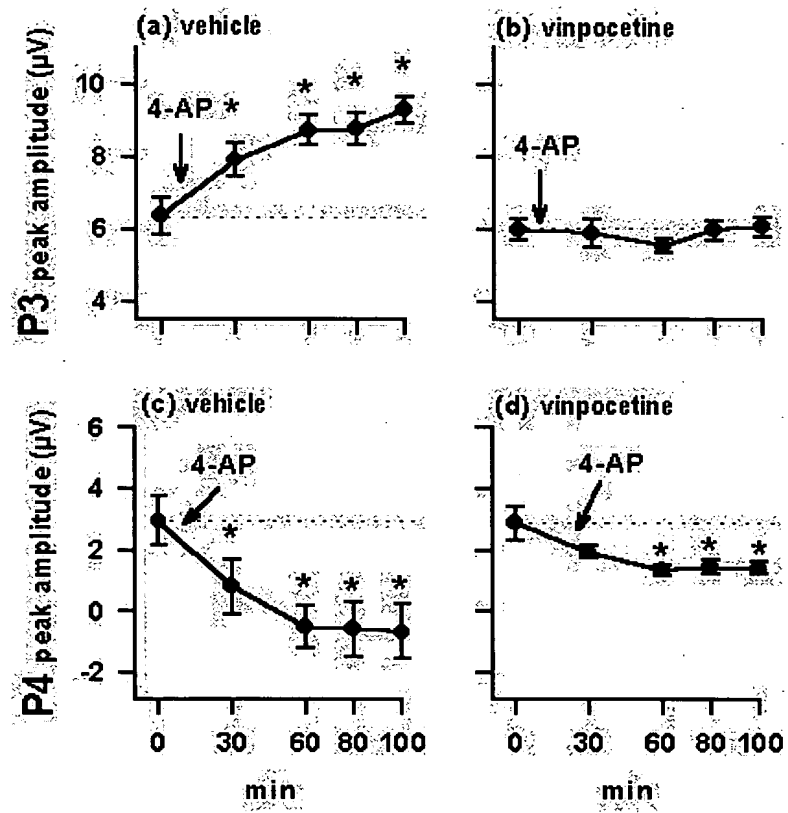 (a) vehicle
(b) vinpocetine
P3 peak amplitude (µV)
10
8
6
4
4-AP *
*
*
*
4-AP
(c) vehicle
(d) vinpocetine
P4 peak amplitude (µV)
6
4
2
0
-2
4-AP
*
*
*
*
4-AP
*
*
*
0 30 60 80 100
0 30 60 80 100
min
min